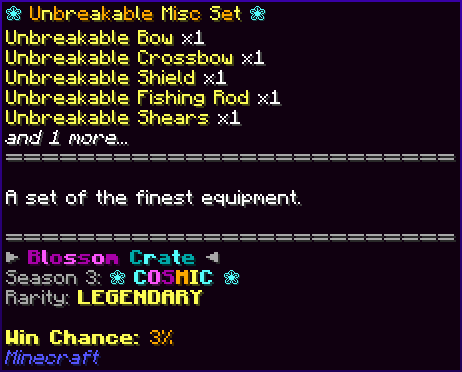 ❀ Unbreakable Misc Set ❀
Unbreakable Bow x1
Unbreakable Crossbow x1
Unbreakable Shield x1
Unbreakable Fishing Rod x1
Unbreakable Shears x1
and 1 more...
==================================
A set of the finest equipment.
==================================
► Blossom Crate ◄
Season 3: ❀ COSMIC ❀
Rarity: LEGENDARY
Win Chance: 3%
Minecraft